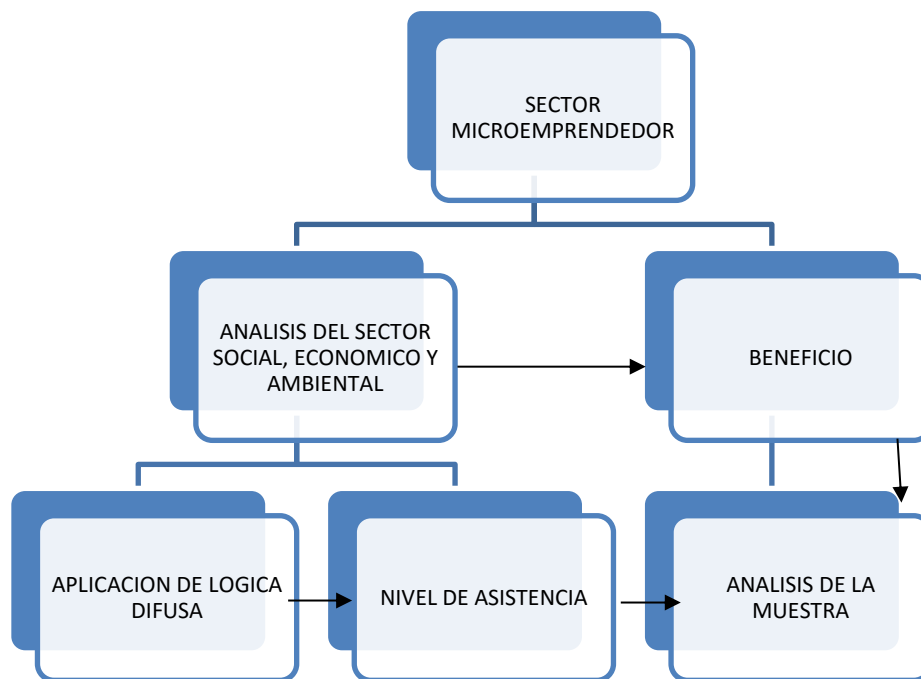 SECTOR
MICROEMPRENDEDOR
ANALISIS DEL SECTOR
SOCIAL, ECONOMICO Y
AMBIENTAL
BENEFICIO
APLICACION DE LOGICA
DIFUSA
NIVEL DE ASISTENCIA
ANALISIS DE LA
MUESTRA